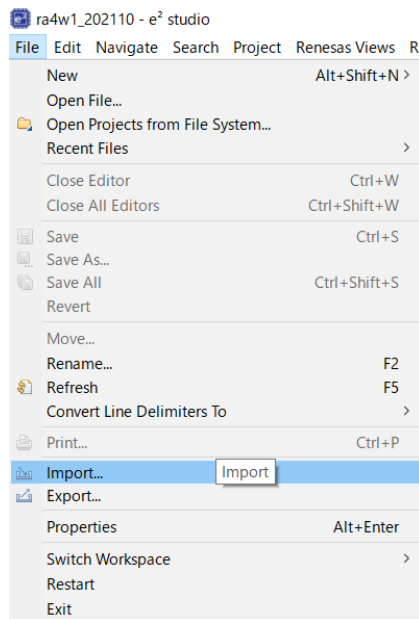 ra4w1_202110 - e² studio
File Edit Navigate Search Project Renesas Views R
New Alt+Shift+N >
Open File...
Open Projects from File System...
Recent Files >
Close Editor Ctrl+W
Close All Editors Ctrl+Shift+W
Save Ctrl+S
Save As...
Save All Ctrl+Shift+S
Revert
Move...
Rename... F2
Refresh F5
Convert Line Delimiters To >
Print... Ctrl+P
Import... Import
Export...
Properties Alt+Enter
Switch Workspace >
Restart
Exit